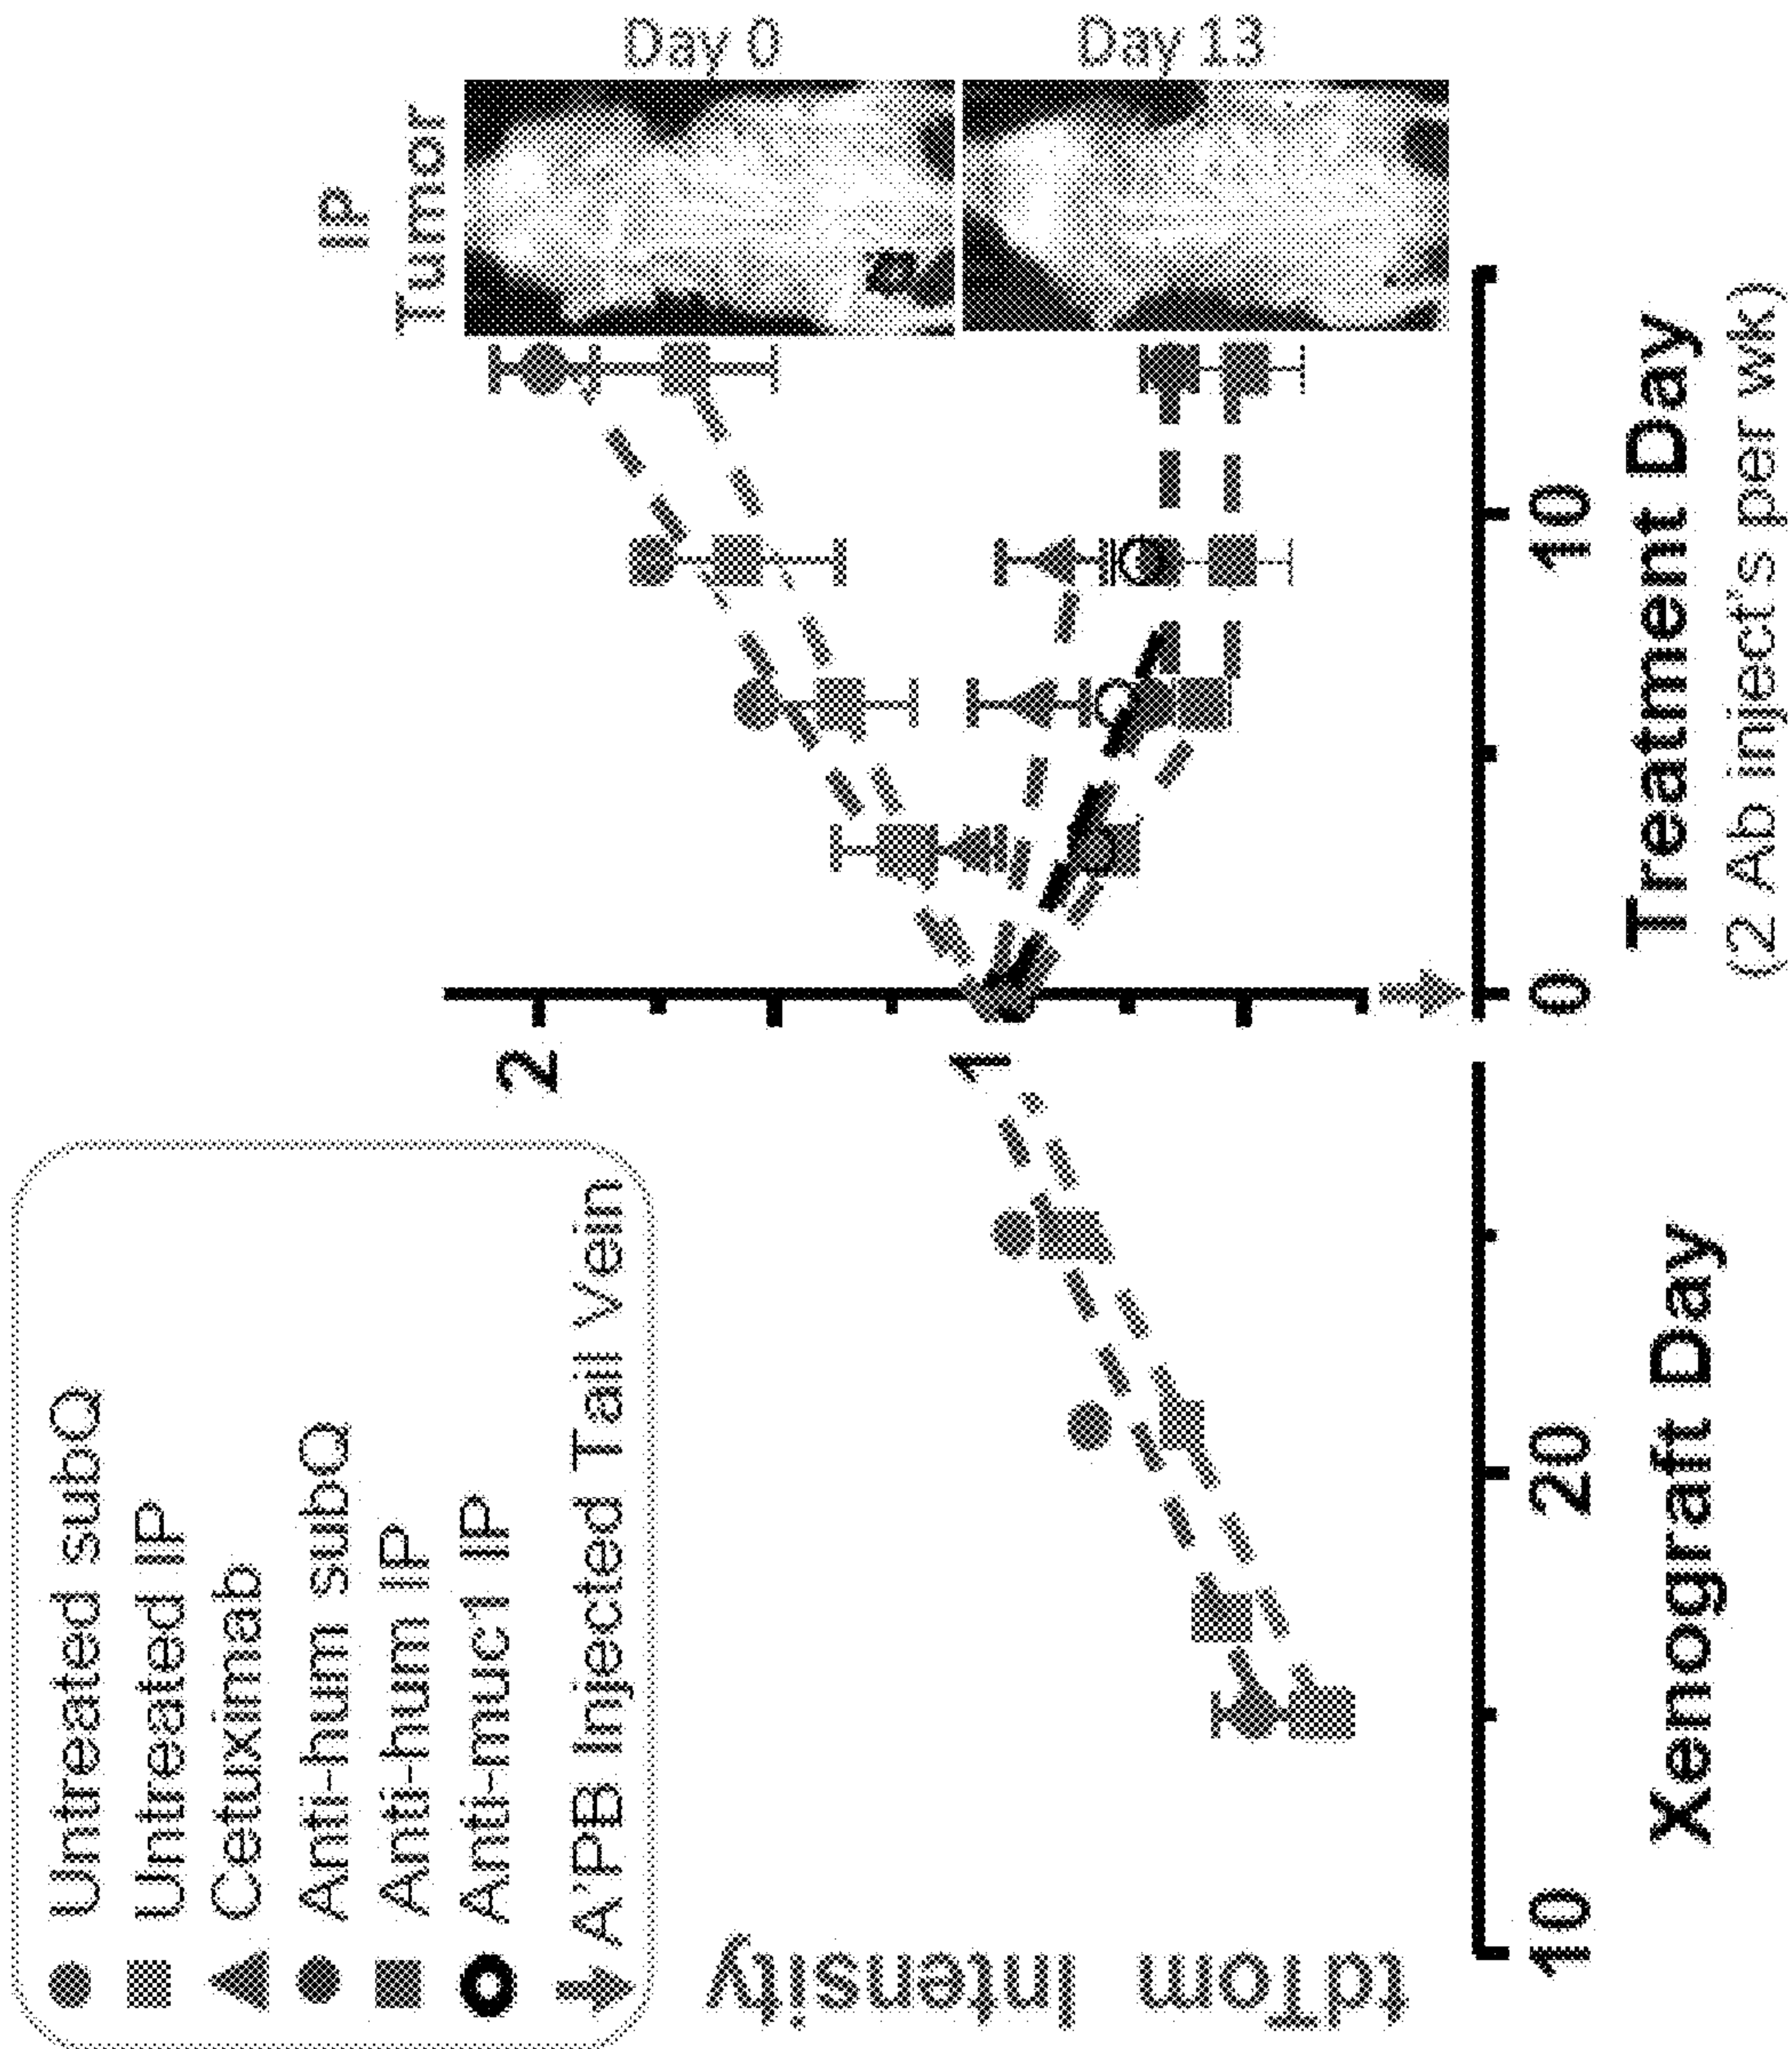 Untreated subQ
Untreated IP
Cetuximab
Anti-hum subQ
Anti-hum IP
Anti-muc1 IP
A'PB Injected Tail Vein
IP
Tumor
Day 0
Day 13
tdTom Intensity
2
1
10
20
0
10
Xenograft Day
Treatment Day
(2 Ab inject's per wk)